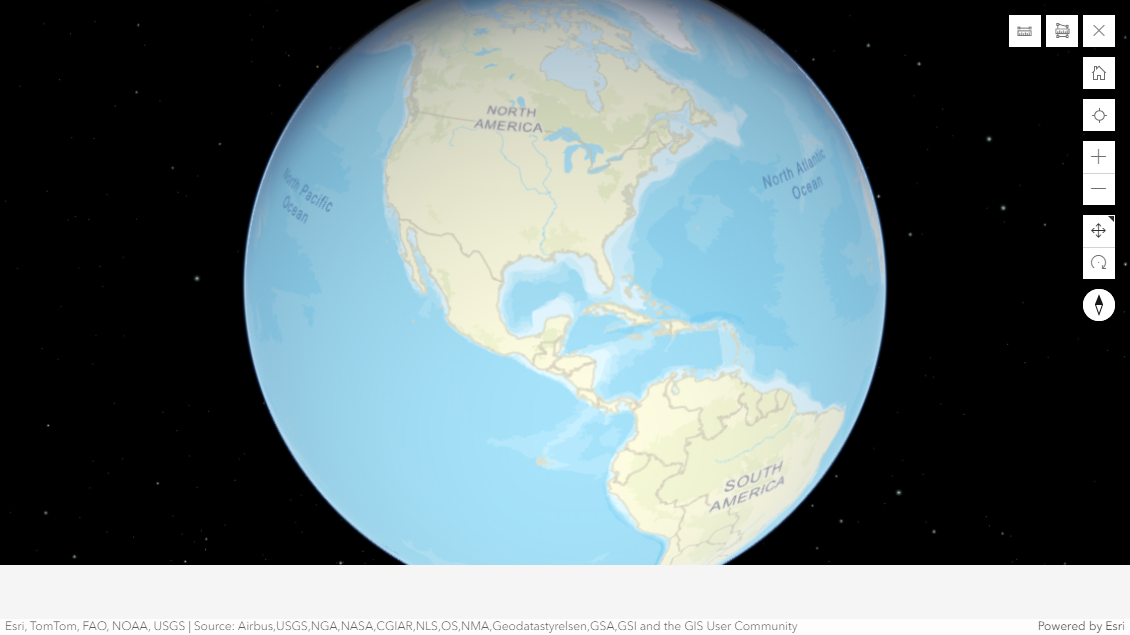 NORTH
AMERICA
North Pacific
Ocean
North Atlantic
Ocean
SOUTH
AMERICA
Esri, TomTom, FAO, NOAA, USGS | Source: Airbus,USGS,NGA,NASA,CGIAR,NLS,OS,NMA,Geodatastyrelsen,GSA,GSI and the GIS User Community
Powered by Esri